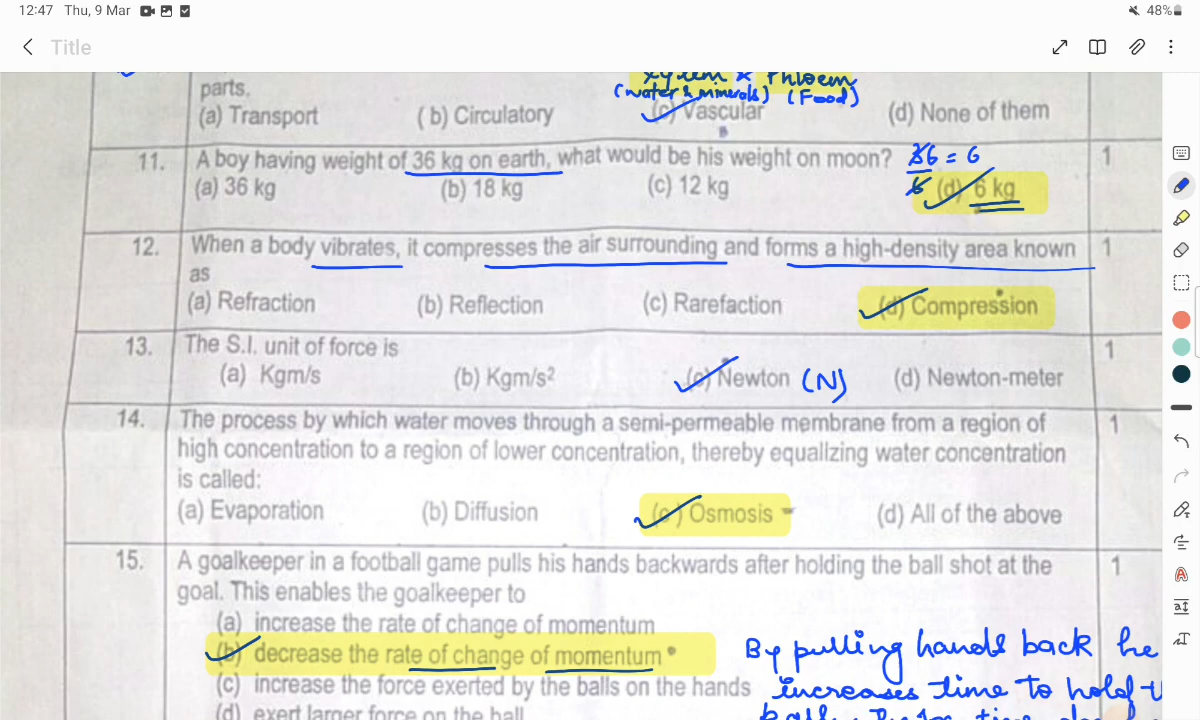 12:47 Thu, 9 Mar
48%
Title
Xylem × Phloem
parts. (water & minerals) (Food)
(a) Transport ( b) Circulatory (c) Vascular (d) None of them
11. A boy having weight of 36 kg on earth, what would be his weight on moon? 36 = 6 1
(a) 36 kg (b) 18 kg (c) 12 kg 6 (d) 6 kg
12. When a body vibrates, it compresses the air surrounding and forms a high-density area known 1
as
(a) Refraction (b) Reflection (c) Rarefaction (d) Compression
13. The S.I. unit of force is 1
(a) Kgm/s (b) Kgm/s² (c) Newton (N) (d) Newton-meter
14. The process by which water moves through a semi-permeable membrane from a region of 1
high concentration to a region of lower concentration, thereby equalizing water concentration
is called:
(a) Evaporation (b) Diffusion (c ) Osmosis (d) All of the above
15. A goalkeeper in a football game pulls his hands backwards after holding the ball shot at the 1
goal. This enables the goalkeeper to
(a) increase the rate of change of momentum
(b) decrease the rate of change of momentum By pulling hands back he
(c) increase the force exerted by the balls on the hands increases time to hold
(d) exert larger force on the ball